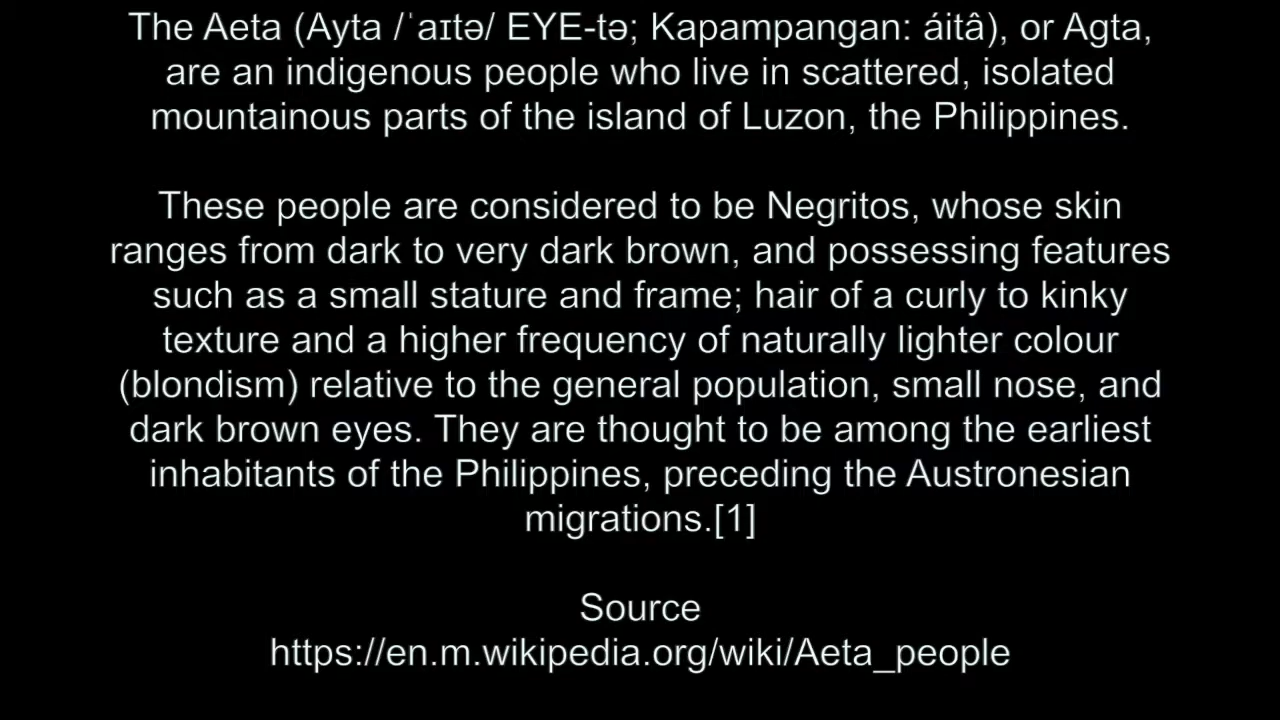 The Aeta (Ayta /ˈaɪtə/ EYE-tə; Kapampangan: áitâ), or Agta,
are an indigenous people who live in scattered, isolated
mountainous parts of the island of Luzon, the Philippines.
These people are considered to be Negritos, whose skin
ranges from dark to very dark brown, and possessing features
such as a small stature and frame; hair of a curly to kinky
texture and a higher frequency of naturally lighter colour
(blondism) relative to the general population, small nose, and
dark brown eyes. They are thought to be among the earliest
inhabitants of the Philippines, preceding the Austronesian
migrations.[1]
Source
https://en.m.wikipedia.org/wiki/Aeta_people